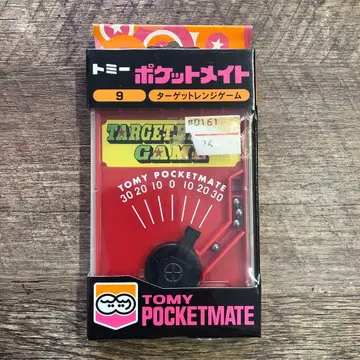 トミー ポケットメイト
9 ターゲットレンジゲーム
TARGET
GAME
TOMY POCKETMATE
30 20 10 0 10 20 30
TOMY
POCKETMATE